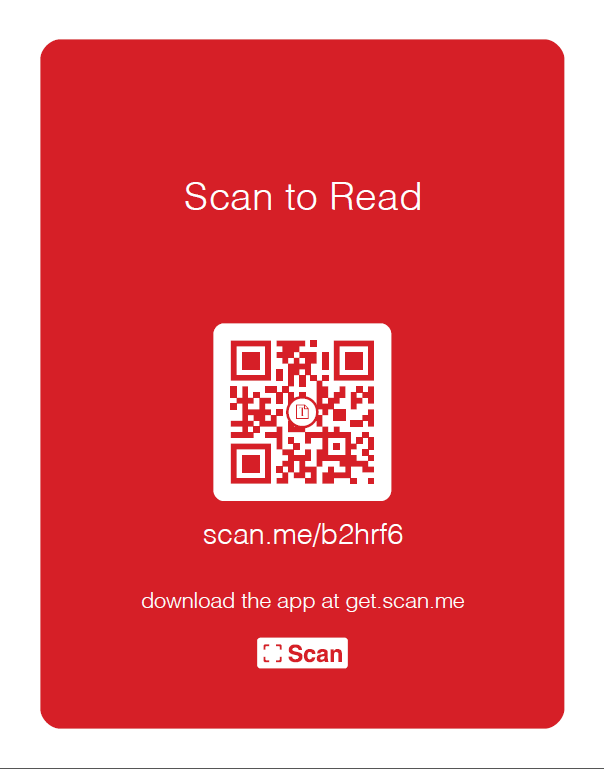 Scan to Read
scan.me/b2hrf6
download the app at get.scan.me
Scan